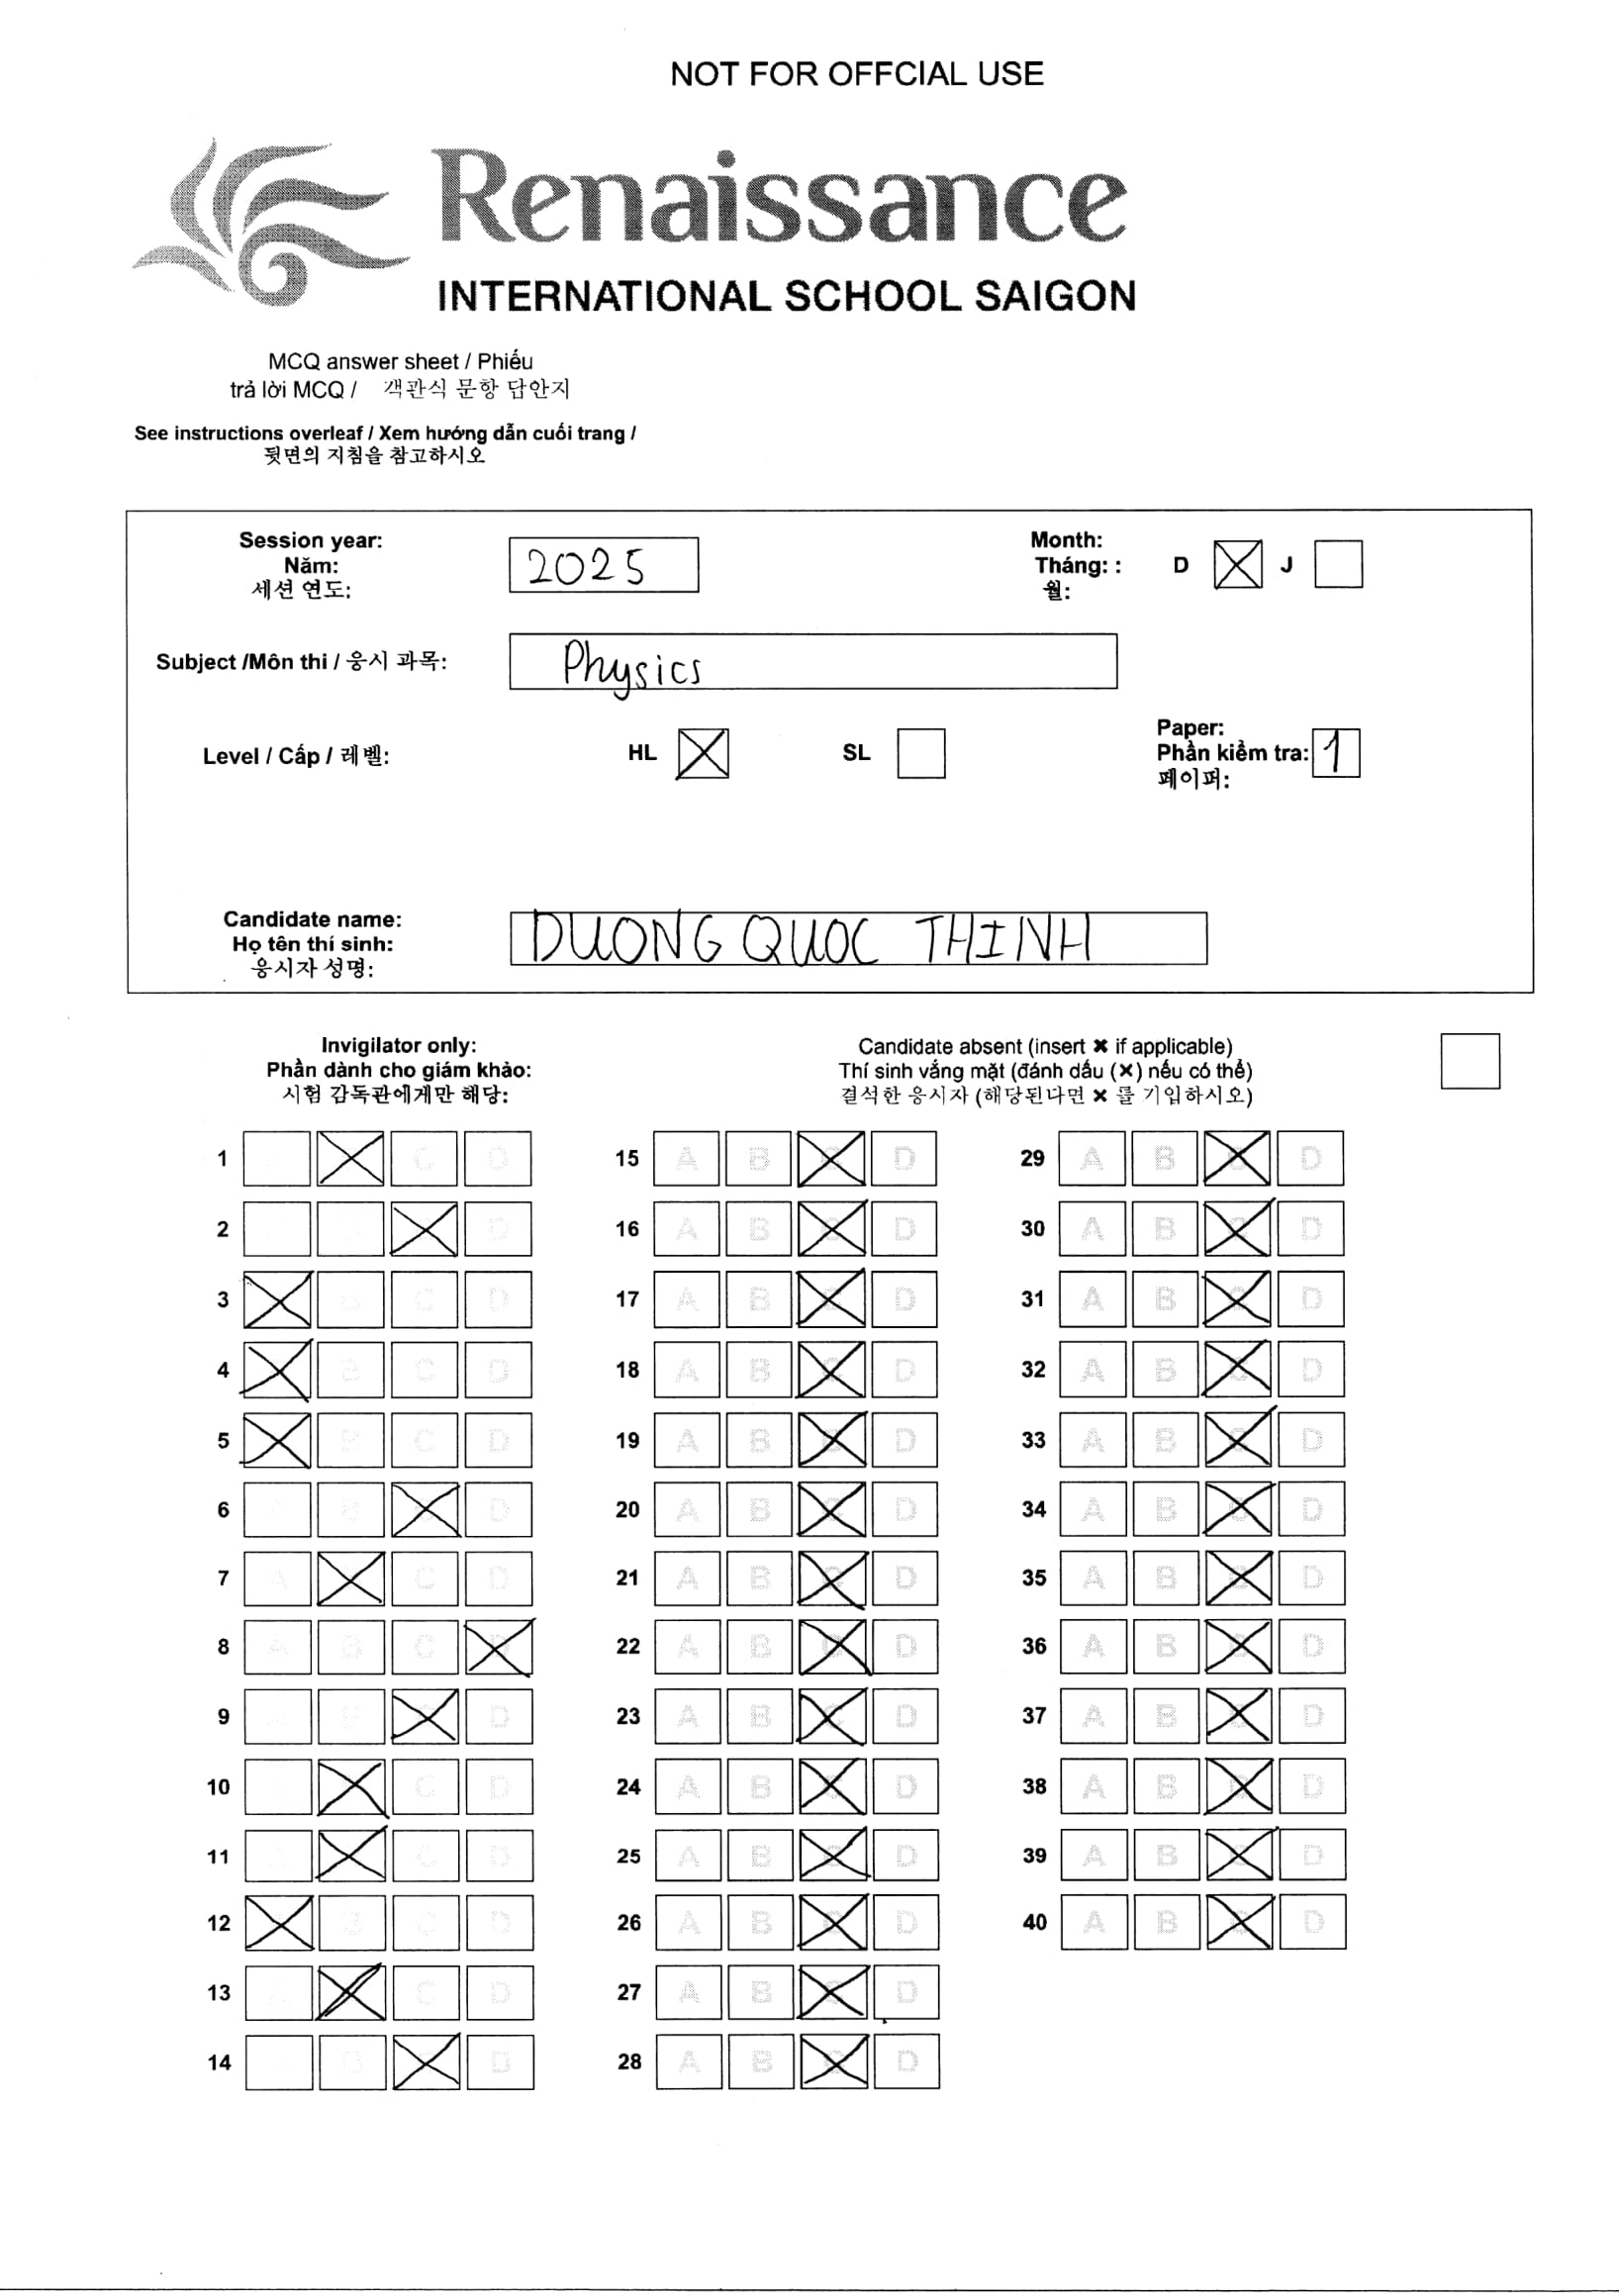 NOT FOR OFFCIAL USE
Renaissance
INTERNATIONAL SCHOOL SAIGON
MCQ answer sheet / Phiếu
trả lời MCQ / 객관식 문항 답안지
See instructions overleaf / Xem hướng dẫn cuối trang /
뒷면의 지침을 참고하시오
Session year:
Năm:
세션 연도:
2025
Month:
Tháng: :
월:
D
J
Subject /Môn thi / 응시 과목:
Physics
Level / Cấp / 레벨:
HL
SL
Paper:
Phần kiểm tra:
페이퍼:
1
Candidate name:
Họ tên thí sinh:
응시자 성명:
DUONG QUOC THINH
Invigilator only:
Phần dành cho giám khảo:
시험 감독관에게만 해당:
Candidate absent (insert ✖ if applicable)
Thí sinh vắng mặt (đánh dấu (✖) nếu có thể)
결석한 응시자 (해당된다면 ✖ 를 기입하시오)
1 C D
2 D
3 B C D
4 B C D
5 B C D
6 A B D
7 A C D
8 A B C D
9 A B D
10 C D
11 A C D
12 B C D
13 A C D
14 B D
15 A B C D
16 A B C D
17 A B C D
18 A B C D
19 A B C D
20 A B C D
21 A B C D
22 A B C D
23 A B C D
24 A B C D
25 A B C D
26 A B C D
27 A B C D
28 A B C D
29 A B C D
30 A B C D
31 A B C D
32 A B C D
33 A B C D
34 A B C D
35 A B C D
36 A B C D
37 A B C D
38 A B C D
39 A B C D
40 A B C D